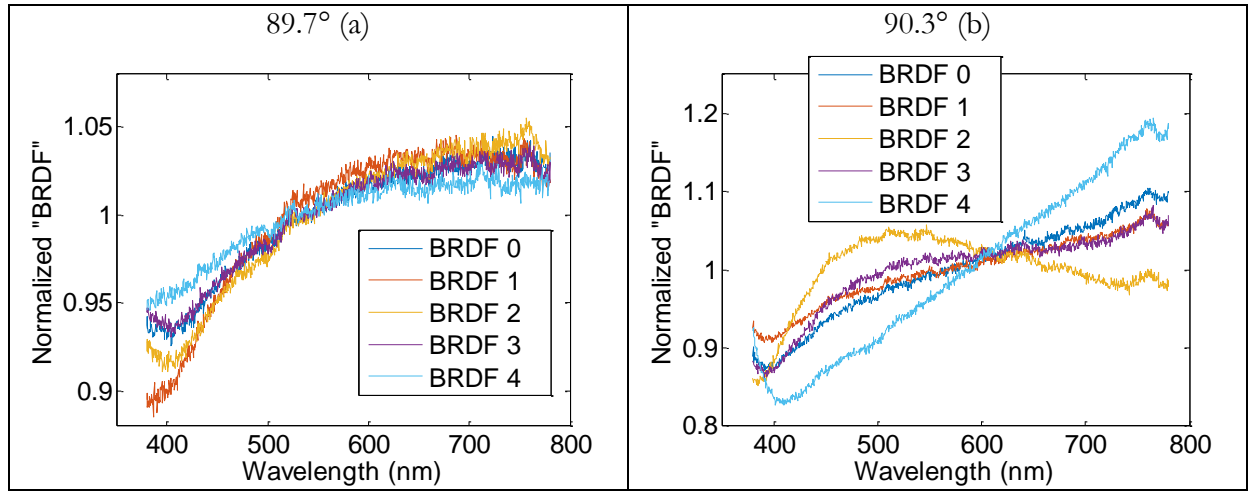 89.7° (a)
Normalized "BRDF"
1.05
1
0.95
0.9
BRDF 0
BRDF 1
BRDF 2
BRDF 3
BRDF 4
400 500 600 700 800
Wavelength (nm)
90.3° (b)
Normalized "BRDF"
1.2
1.1
1
0.9
0.8
BRDF 0
BRDF 1
BRDF 2
BRDF 3
BRDF 4
400 500 600 700 800
Wavelength (nm)